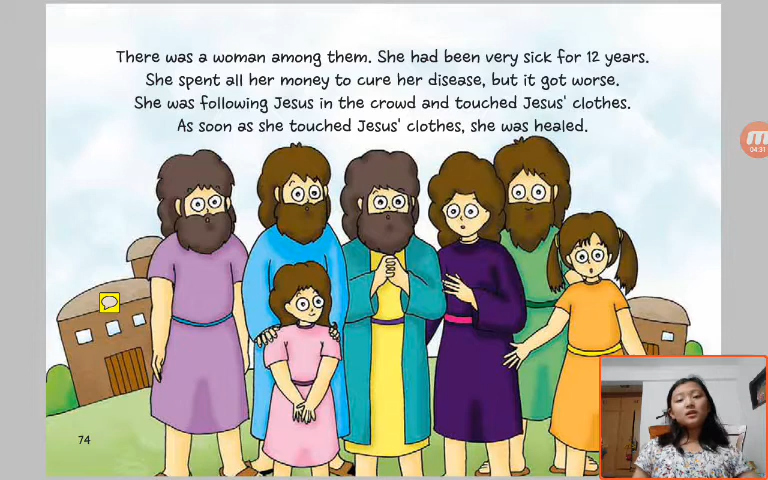 There was a woman among them. She had been very sick for 12 years.
She spent all her money to cure her disease, but it got worse.
She was following Jesus in the crowd and touched Jesus' clothes.
As soon as she touched Jesus' clothes, she was healed.
04:31
74